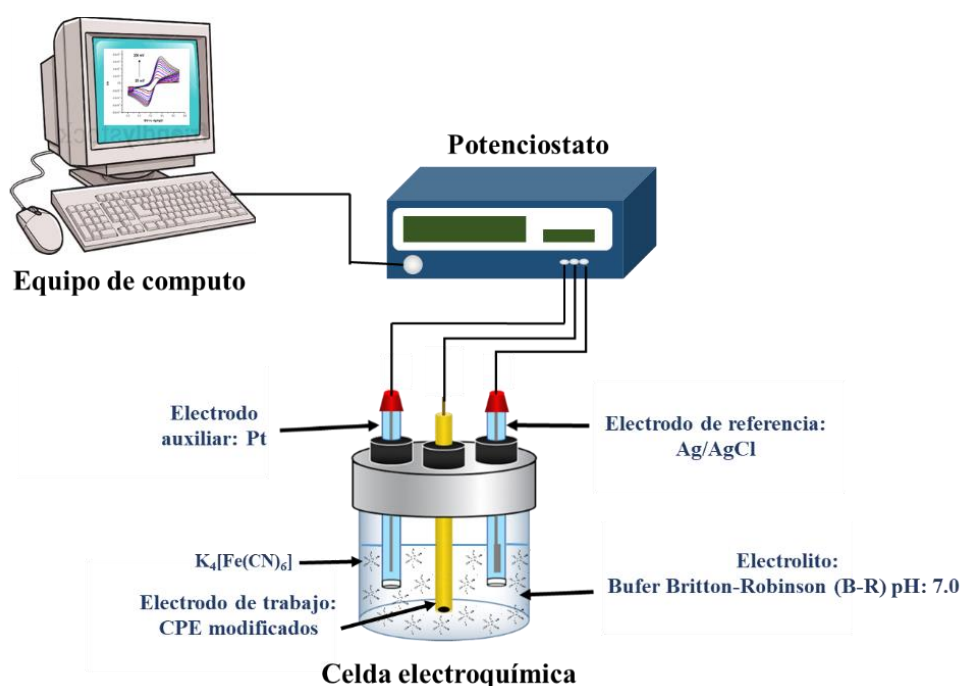 Potenciostato
Equipo de computo
Electrodo
auxiliar: Pt
Electrodo de referencia:
Ag/AgCl
K₄[Fe(CN)₆]
Electrolito:
Bufer Britton-Robinson (B-R) pH: 7.0
Electrodo de trabajo:
CPE modificados
Celda electroquímica